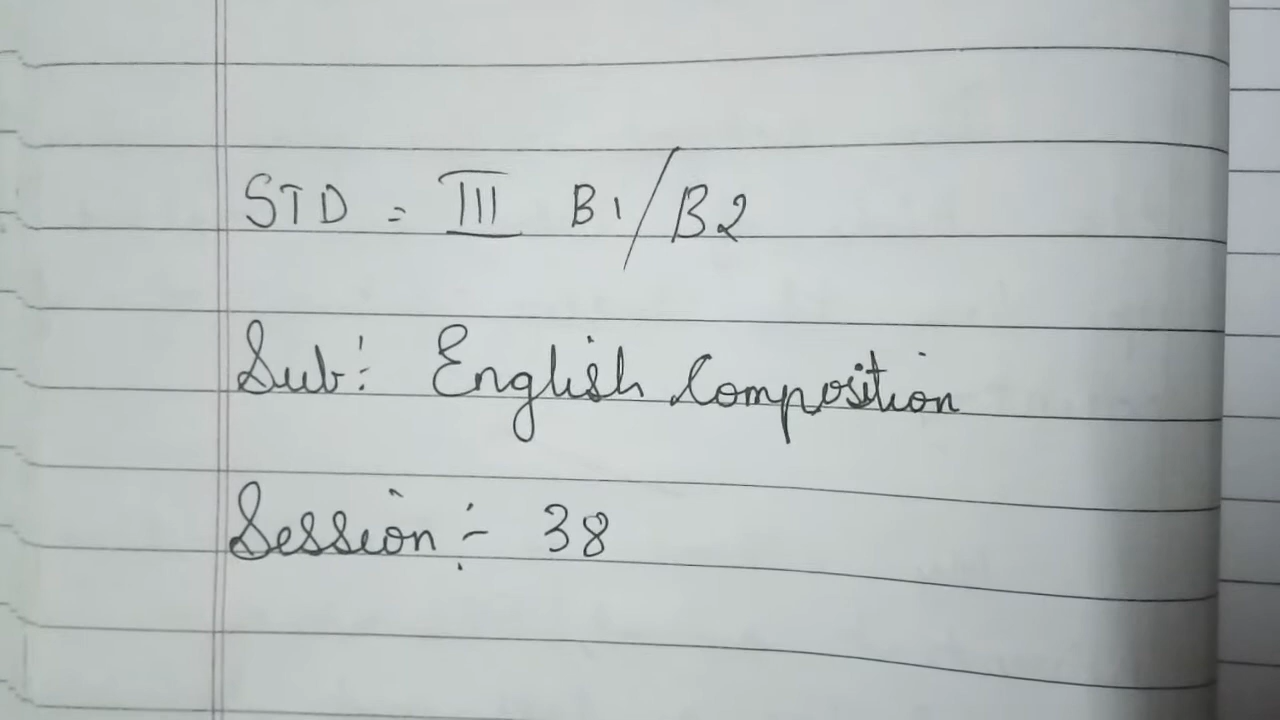 STD = III B1/B2
Sub: English Composition
Session :- 38